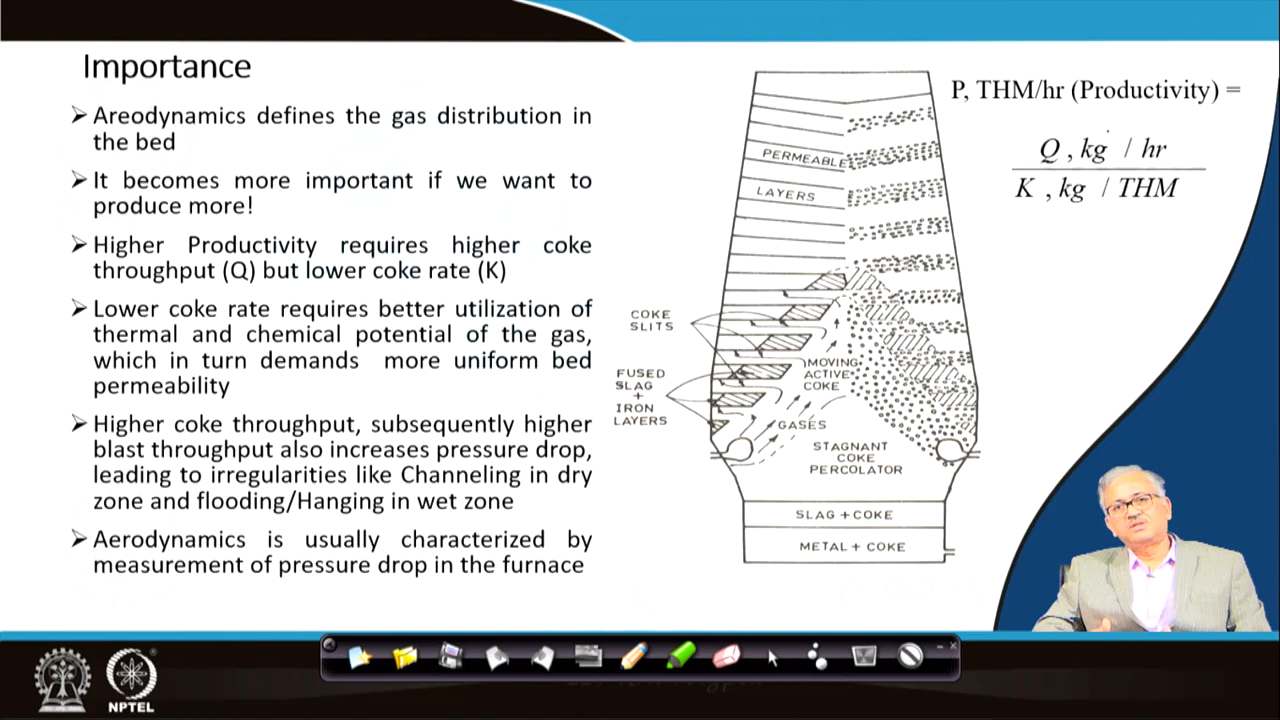 Importance
➢ Areodynamics defines the gas distribution in
the bed
➢ It becomes more important if we want to
produce more!
➢ Higher Productivity requires higher coke
throughput (Q) but lower coke rate (K)
➢ Lower coke rate requires better utilization of
thermal and chemical potential of the gas,
which in turn demands more uniform bed
permeability
➢ Higher coke throughput, subsequently higher
blast throughput also increases pressure drop,
leading to irregularities like Channeling in dry
zone and flooding/Hanging in wet zone
➢ Aerodynamics is usually characterized by
measurement of pressure drop in the furnace
PERMEABLE
LAYERS
COKE
SLITS
FUSED
SLAG
+
IRON
LAYERS
MOVING
ACTIVE
COKE
GASES
STAGNANT
COKE
PERCOLATOR
SLAG + COKE
METAL + COKE
P, THM/hr (Productivity) =
Q , kg / hr
K , kg / THM
NPTEL